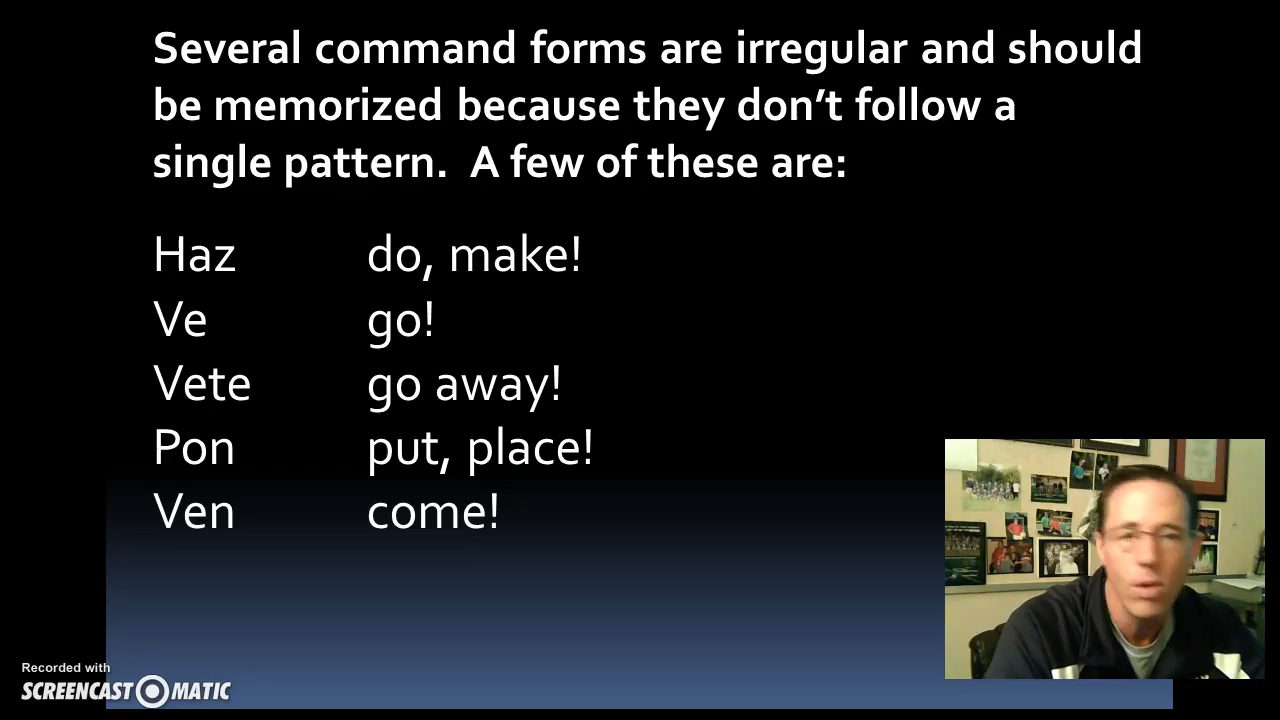 Several command forms are irregular and should
be memorized because they don’t follow a
single pattern.  A few of these are:
Haz do, make!
Ve go!
Vete go away!
Pon put, place!
Ven come!
Recorded with
SCREENCAST O MATIC